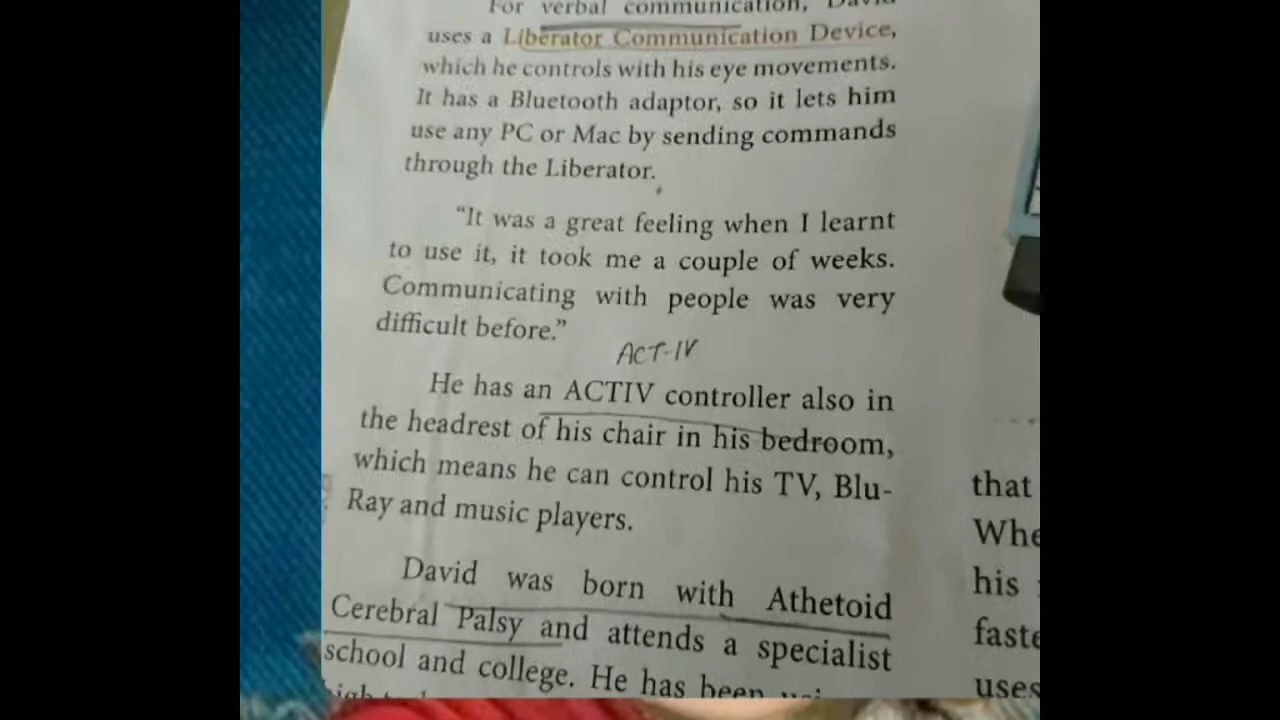 For verbal communication, David
uses a Liberator Communication Device,
which he controls with his eye movements.
It has a Bluetooth adaptor, so it lets him
use any PC or Mac by sending commands
through the Liberator.
“It was a great feeling when I learnt
to use it, it took me a couple of weeks.
Communicating with people was very
difficult before.”
ACT-IV
He has an ACTIV controller also in
the headrest of his chair in his bedroom,
which means he can control his TV, Blu-
Ray and music players.
David was born with Athetoid
Cerebral Palsy and attends a specialist
school and college. He has been
that
his
uses